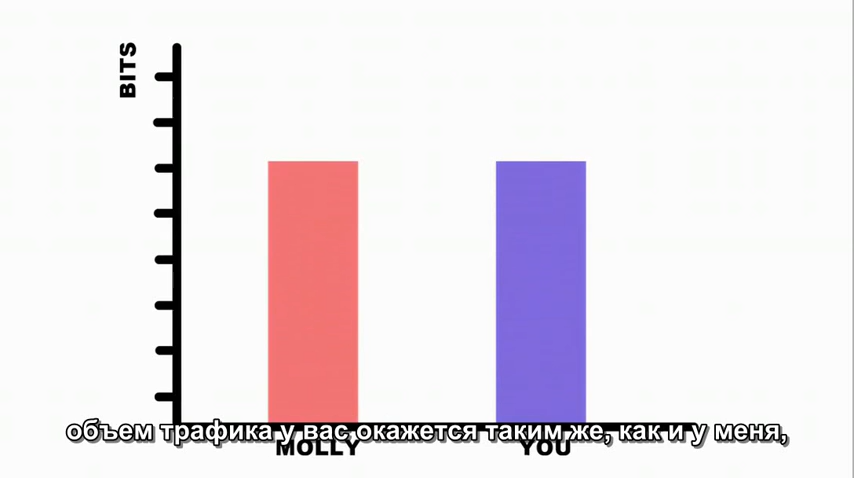 BITS
объем трафика у вас окажется таким же, как и у меня,
MOLLY
YOU